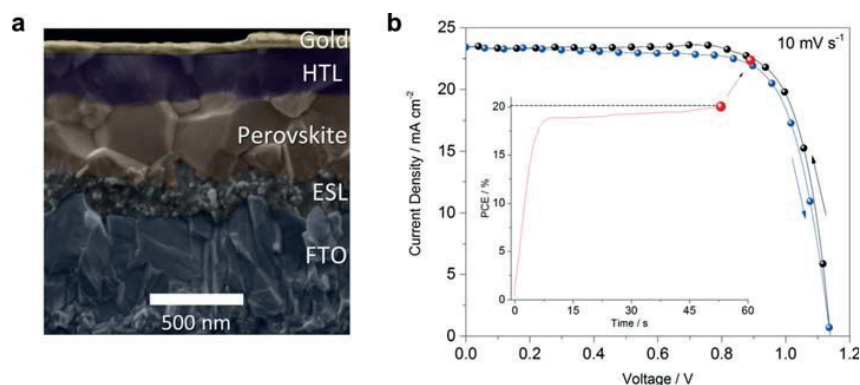 a
Gold
HTL
Perovskite
ESL
FTO
500 nm
b
10 mV s⁻¹
Current Density / mA cm⁻²
25
20
15
10
5
0
0.0
0.2
0.4
0.6
0.8
1.0
1.2
Voltage / V
PCE / %
20
15
10
5
0
0
15
30
45
60
Time / s